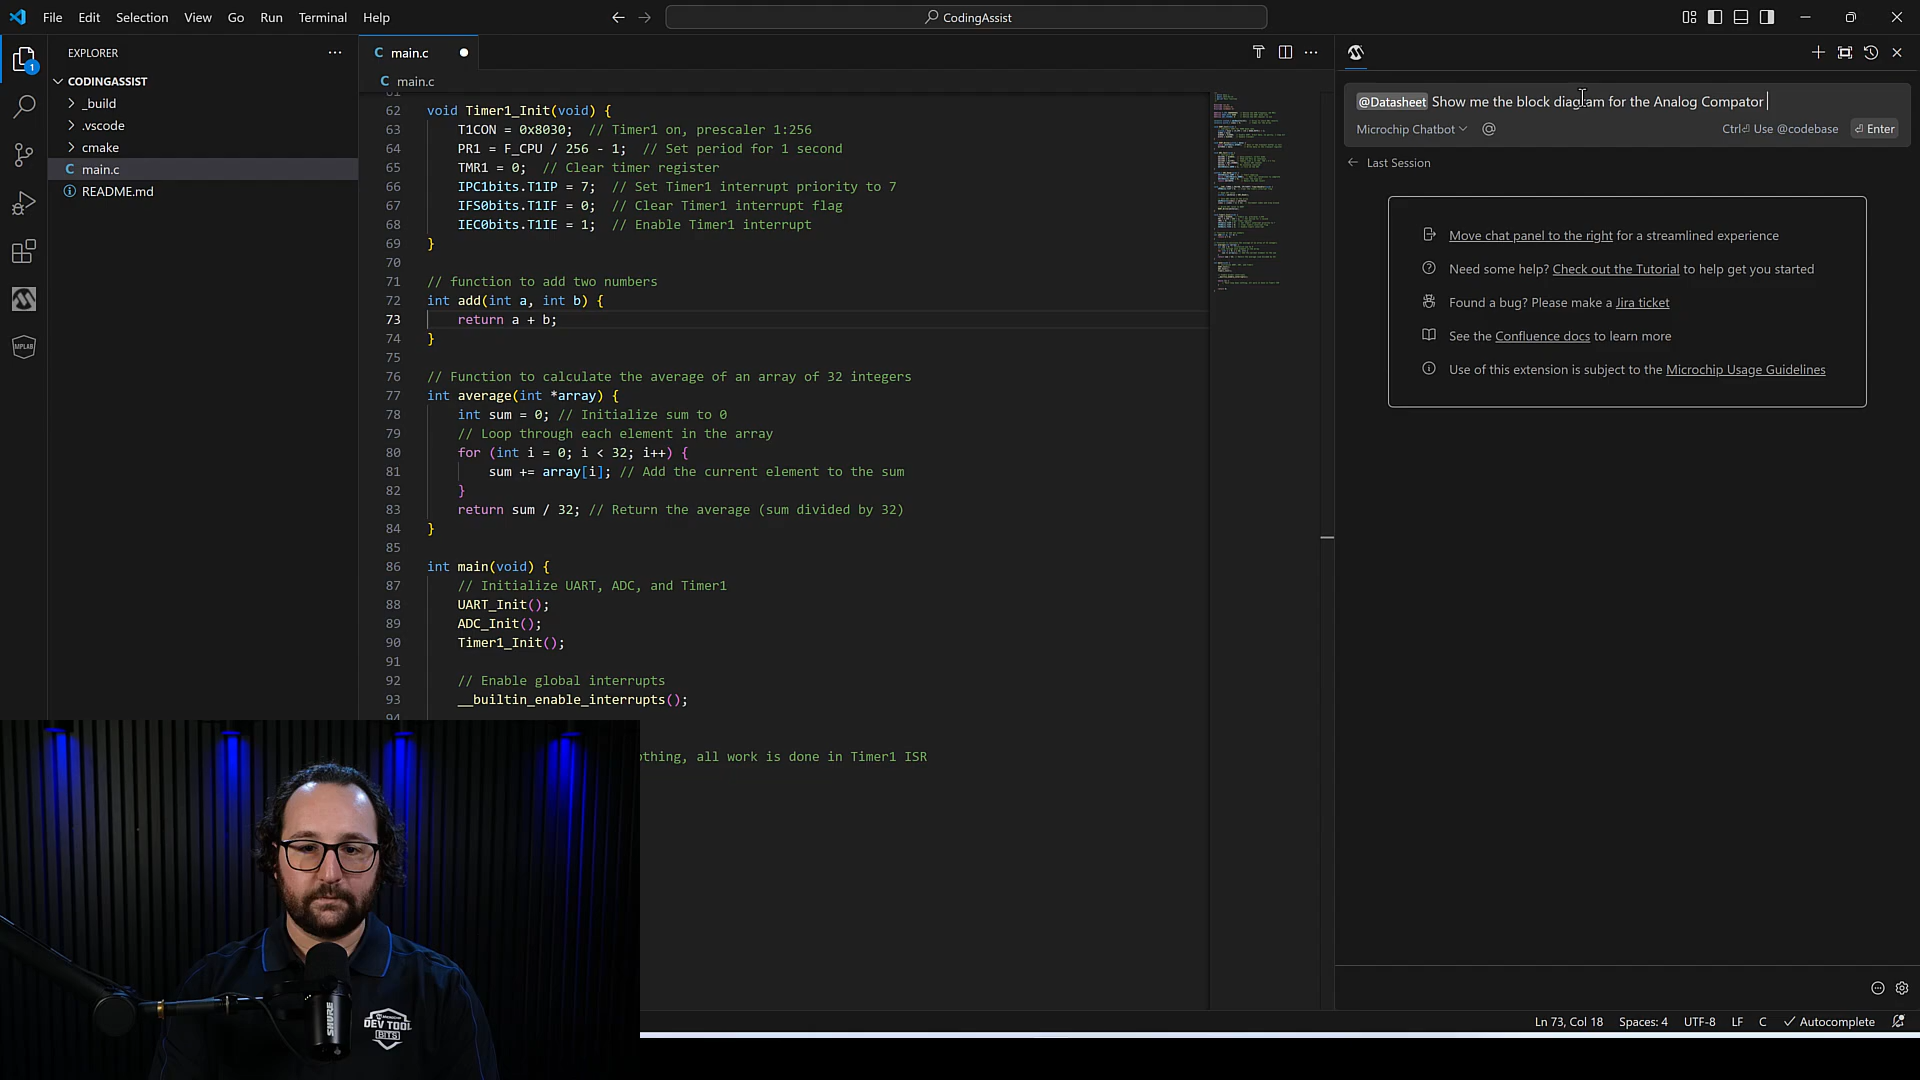 File Edit Selection View Go Run Terminal Help
CodingAssist
EXPLORER
1
CODINGASSIST
_build
.vscode
cmake
main.c
README.md
MPLAB
main.c
main.c
61
62 void Timer1_Init(void) {
63 T1CON = 0x8030; // Timer1 on, prescaler 1:256
64 PR1 = F_CPU / 256 - 1; // Set period for 1 second
65 TMR1 = 0; // Clear timer register
66 IPC1bits.T1IP = 7; // Set Timer1 interrupt priority to 7
67 IFS0bits.T1IF = 0; // Clear Timer1 interrupt flag
68 IEC0bits.T1IE = 1; // Enable Timer1 interrupt
69 }
70
71 // function to add two numbers
72 int add(int a, int b) {
73 return a + b;
74 }
75
76 // Function to calculate the average of an array of 32 integers
77 int average(int *array) {
78 int sum = 0; // Initialize sum to 0
79 // Loop through each element in the array
80 for (int i = 0; i < 32; i++) {
81 sum += array[i]; // Add the current element to the sum
82 }
83 return sum / 32; // Return the average (sum divided by 32)
84 }
85
86 int main(void) {
87 // Initialize UART, ADC, and Timer1
88 UART_Init();
89 ADC_Init();
90 Timer1_Init();
91
92 // Enable global interrupts
93 __builtin_enable_interrupts();
94
othing, all work is done in Timer1 ISR
@Datasheet Show me the block diagram for the Analog Compator
Microchip Chatbot @ Ctrl⏎ Use @codebase ⏎ Enter
Last Session
Move chat panel to the right for a streamlined experience
Need some help? Check out the Tutorial to help get you started
Found a bug? Please make a Jira ticket
See the Confluence docs to learn more
Use of this extension is subject to the Microchip Usage Guidelines
SHURE
DEV TOOL
BITS
Ln 73, Col 18 Spaces: 4 UTF-8 LF C Autocomplete